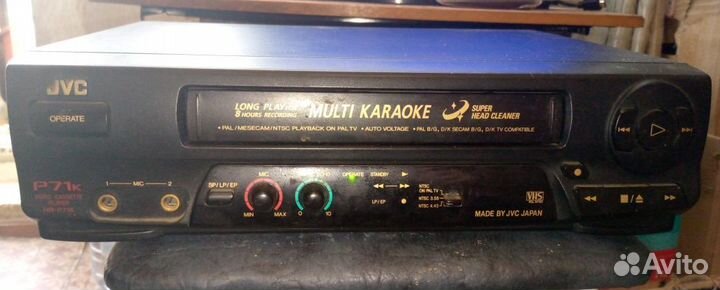 JVC
OPERATE
LONG PLAY
8 HOURS RECORDING
MULTI KARAOKE
SUPER
HEAD CLEANER
• PAL/MESECAM/NTSC PLAYBACK ON PAL TV • AUTO VOLTAGE • PAL B/G, D/K SECAM B/G, D/K TV COMPATIBLE
P71K
VIDEO CASSETTE
PLAYER
1 MIC 2
SP/LP/EP
MIC
MIN MAX
0 10
OPERATE STANDBY
LP/EP
NTSC
ON PAL TV
NTSC 3.58
NTSC 4.43
VHS
MADE BY JVC JAPAN
Avito